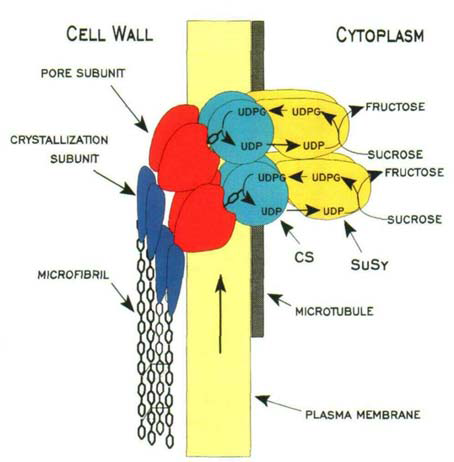 CELL WALL
CYTOPLASM
PORE SUBUNIT
CRYSTALLIZATION
SUBUNIT
MICROFIBRIL
UDPG UDPG
UDP UDP
FRUCTOSE
SUCROSE
FRUCTOSE
UDPG UDPG
UDP UDP
SUCROSE
CS
SuSy
MICROTUBULE
PLASMA MEMBRANE